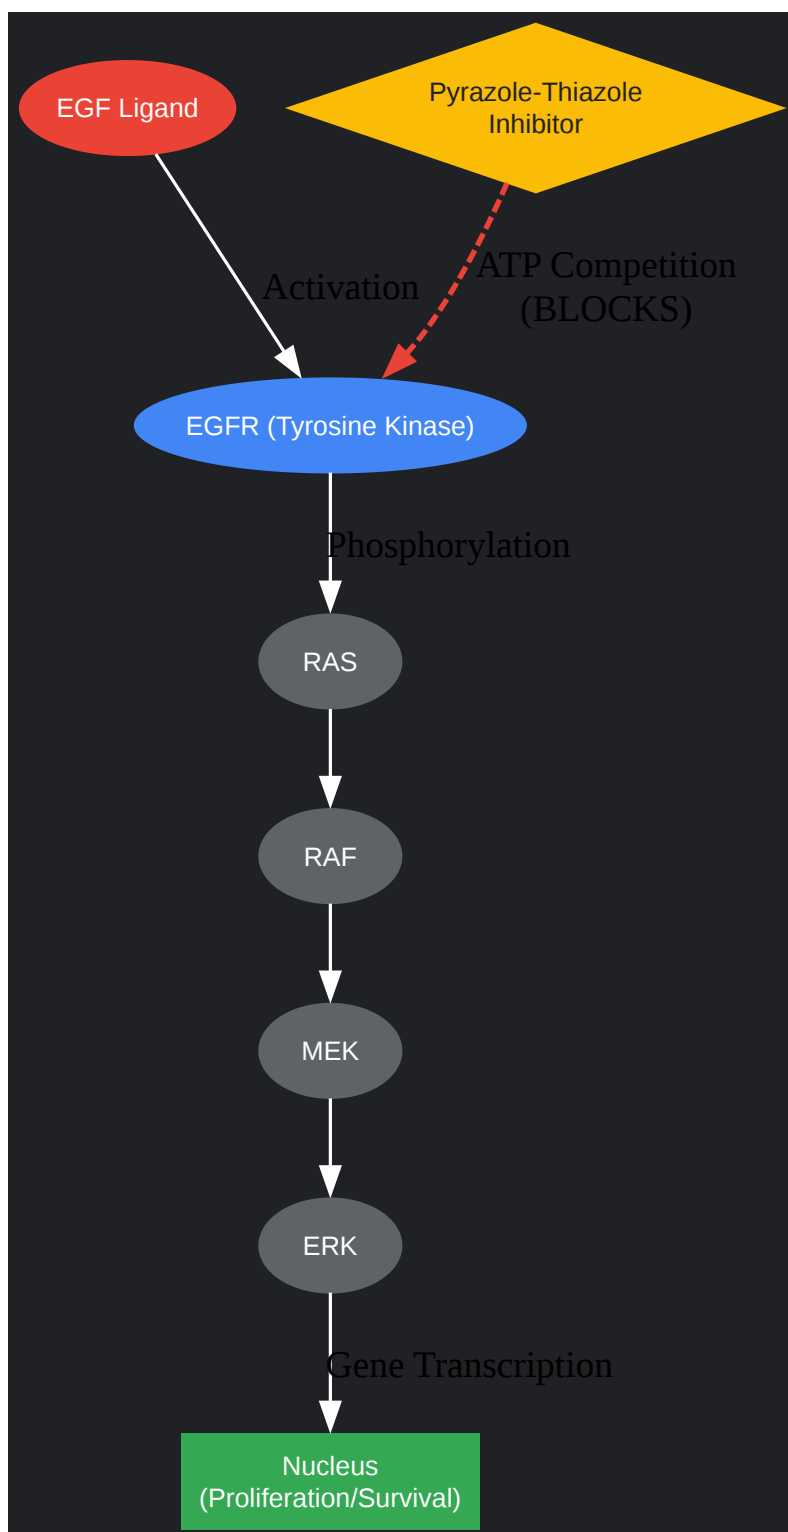 EGF Ligand
Pyrazole-Thiazole
Inhibitor
Activation
ATP Competition
(BLOCKS)
EGFR (Tyrosine Kinase)
Phosphorylation
RAS
RAF
MEK
ERK
Gene Transcription
Nucleus
(Proliferation/Survival)